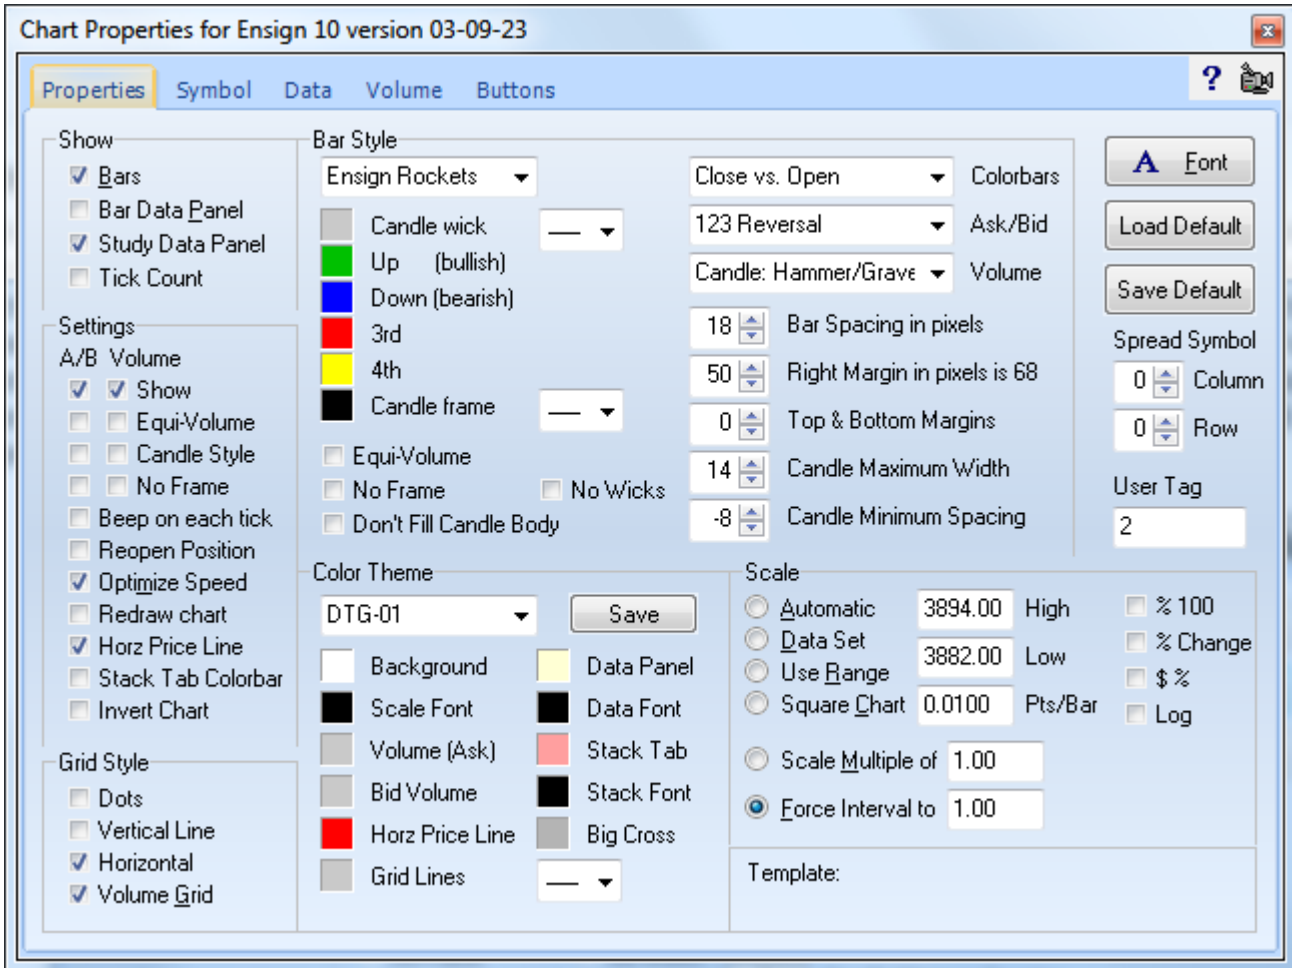 Chart Properties for Ensign 10 version 03-09-23
Properties Symbol Data Volume Buttons
?
Show
Bars
Bar Data Panel
Study Data Panel
Tick Count
Settings
A/B Volume
Show
Equi-Volume
Candle Style
No Frame
Beep on each tick
Reopen Position
Optimize Speed
Redraw chart
Horz Price Line
Stack Tab Colorbar
Invert Chart
Grid Style
Dots
Vertical Line
Horizontal
Volume Grid
Bar Style
Ensign Rockets
Candle wick
Up (bullish)
Down (bearish)
3rd
4th
Candle frame
Equi-Volume
No Frame No Wicks
Don't Fill Candle Body
Close vs. Open Colorbars
123 Reversal Ask/Bid
Candle: Hammer/Grave Volume
18 Bar Spacing in pixels
50 Right Margin in pixels is 68
0 Top & Bottom Margins
14 Candle Maximum Width
-8 Candle Minimum Spacing
A Font
Load Default
Save Default
Spread Symbol
0 Column
0 Row
User Tag
2
Color Theme
DTG-01 Save
Background Data Panel
Scale Font Data Font
Volume (Ask) Stack Tab
Bid Volume Stack Font
Horz Price Line Big Cross
Grid Lines
Scale
Automatic 3894.00 High % 100
Data Set % Change
3882.00 Low
Use Range $ %
Square Chart 0.0100 Pts/Bar Log
Scale Multiple of 1.00
Force Interval to 1.00
Template: